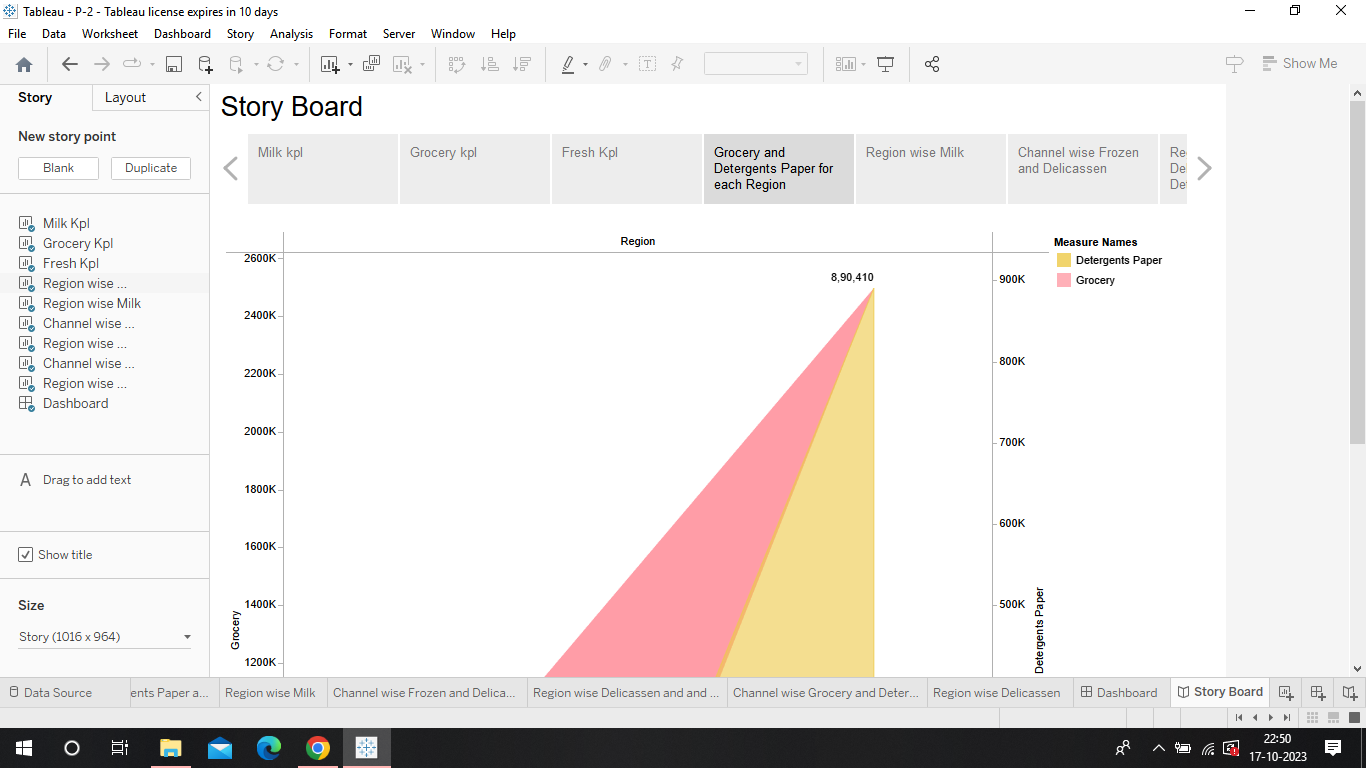 Tableau - P-2 - Tableau license expires in 10 days
File Data Worksheet Dashboard Story Analysis Format Server Window Help
Show Me
Story Layout
New story point
Blank Duplicate
Milk Kpl
Grocery Kpl
Fresh Kpl
Region wise ...
Region wise Milk
Channel wise ...
Region wise ...
Channel wise ...
Region wise ...
Dashboard
A Drag to add text
Show title
Size
Story (1016 x 964)
Story Board
Milk kpl
Grocery kpl
Fresh Kpl
Grocery and
Detergents Paper for
each Region
Region wise Milk
Channel wise Frozen
and Delicassen
Re
De
De
Region
2600K
2400K
2200K
2000K
1800K
1600K
1400K
1200K
Grocery
8,90,410
900K
800K
700K
600K
500K
Detergents Paper
Measure Names
Detergents Paper
Grocery
Data Source
ents Paper a...
Region wise Milk
Channel wise Frozen and Delica...
Region wise Delicassen and and ...
Channel wise Grocery and Deter...
Region wise Delicassen
Dashboard
Story Board
22:50
17-10-2023